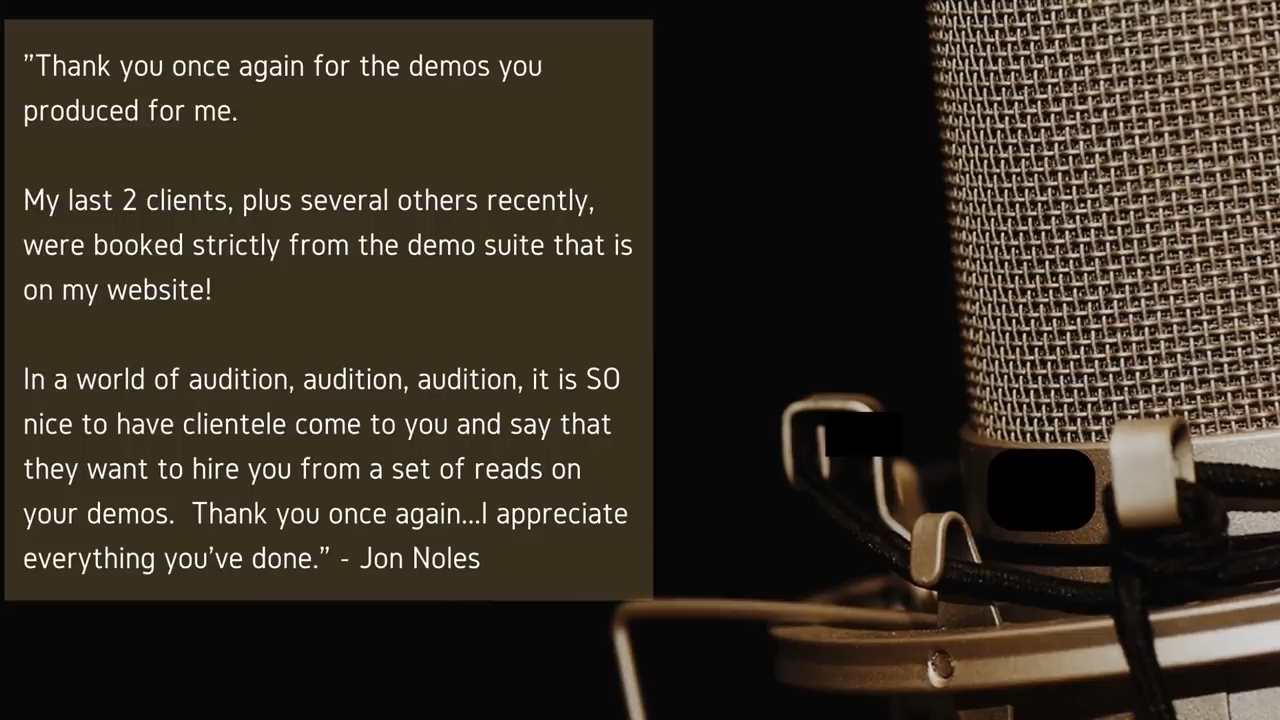 ”Thank you once again for the demos you
produced for me.
My last 2 clients, plus several others recently,
were booked strictly from the demo suite that is
on my website!
In a world of audition, audition, audition, it is SO
nice to have clientele come to you and say that
they want to hire you from a set of reads on
your demos.  Thank you once again...I appreciate
everything you’ve done.” - Jon Noles